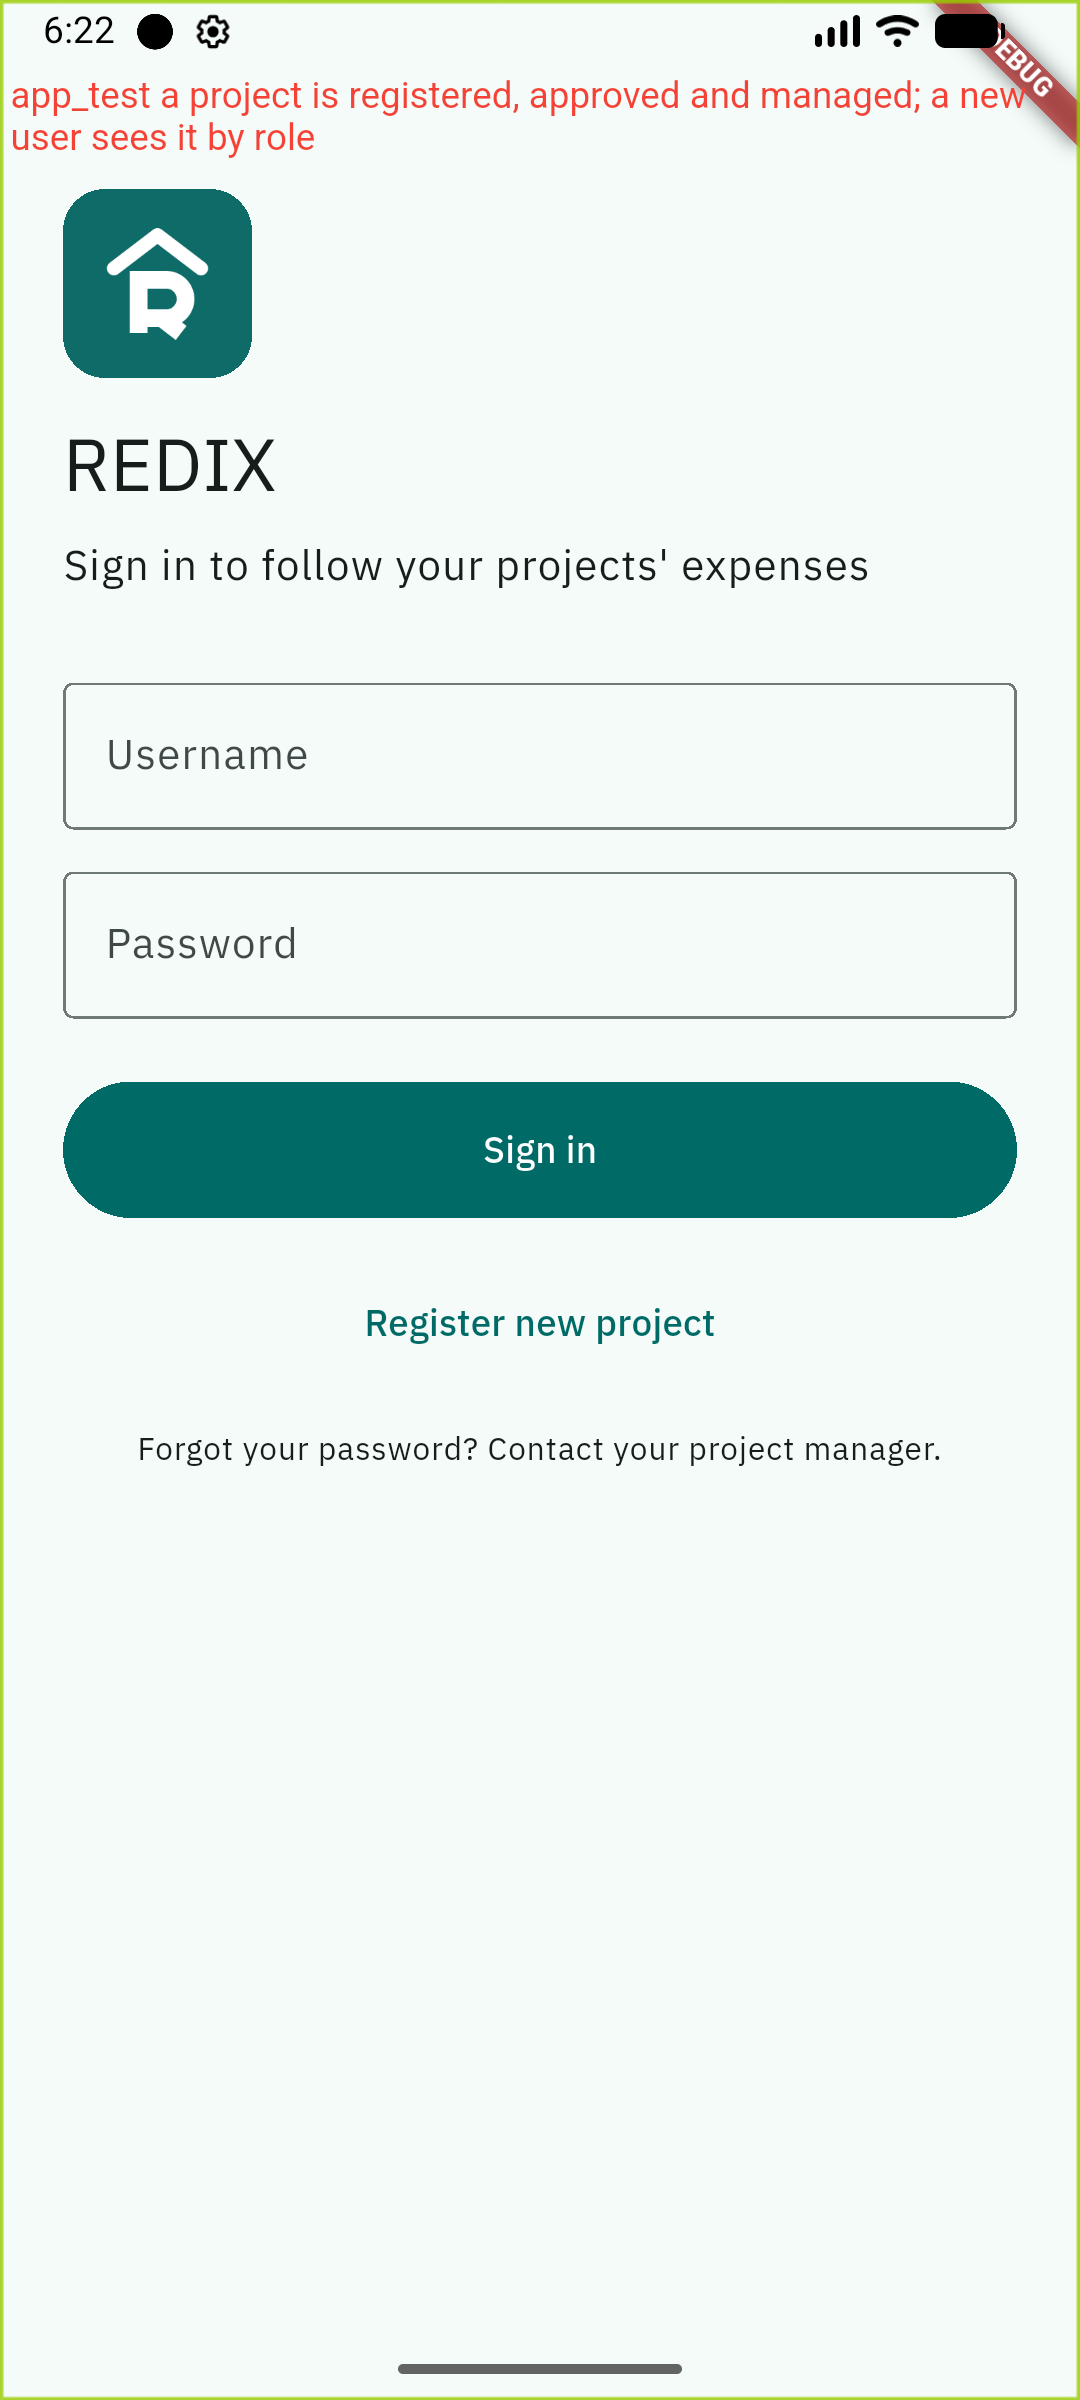 6:22
DEBUG
app_test a project is registered, approved and managed; a new
user sees it by role
R
REDIX
Sign in to follow your projects' expenses
Username
Password
Sign in
Register new project
Forgot your password? Contact your project manager.